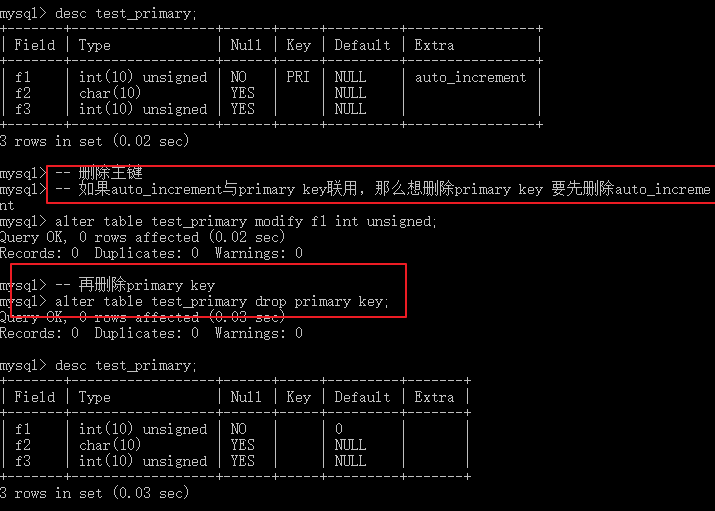 mysql> desc test_primary;
+-------+------------------+------+-----+---------+----------------+
| Field | Type             | Null | Key | Default | Extra          |
+-------+------------------+------+-----+---------+----------------+
| f1    | int(10) unsigned | NO   | PRI | NULL    | auto_increment |
| f2    | char(10)         | YES  |     | NULL    |                |
| f3    | int(10) unsigned | YES  |     | NULL    |                |
+-------+------------------+------+-----+---------+----------------+
3 rows in set (0.02 sec)
mysql> -- 删除主键
mysql> -- 如果auto_increment与primary key联用，那么想删除primary key 要先删除auto_increme
nt
mysql> alter table test_primary modify f1 int unsigned;
Query OK, 0 rows affected (0.02 sec)
Records: 0  Duplicates: 0  Warnings: 0
mysql> -- 再删除primary key
mysql> alter table test_primary drop primary key;
Query OK, 0 rows affected (0.03 sec)
Records: 0  Duplicates: 0  Warnings: 0
mysql> desc test_primary;
+-------+------------------+------+-----+---------+-------+
| Field | Type             | Null | Key | Default | Extra |
+-------+------------------+------+-----+---------+-------+
| f1    | int(10) unsigned | NO   |     | 0       |       |
| f2    | char(10)         | YES  |     | NULL    |       |
| f3    | int(10) unsigned | YES  |     | NULL    |       |
+-------+------------------+------+-----+---------+-------+
3 rows in set (0.03 sec)